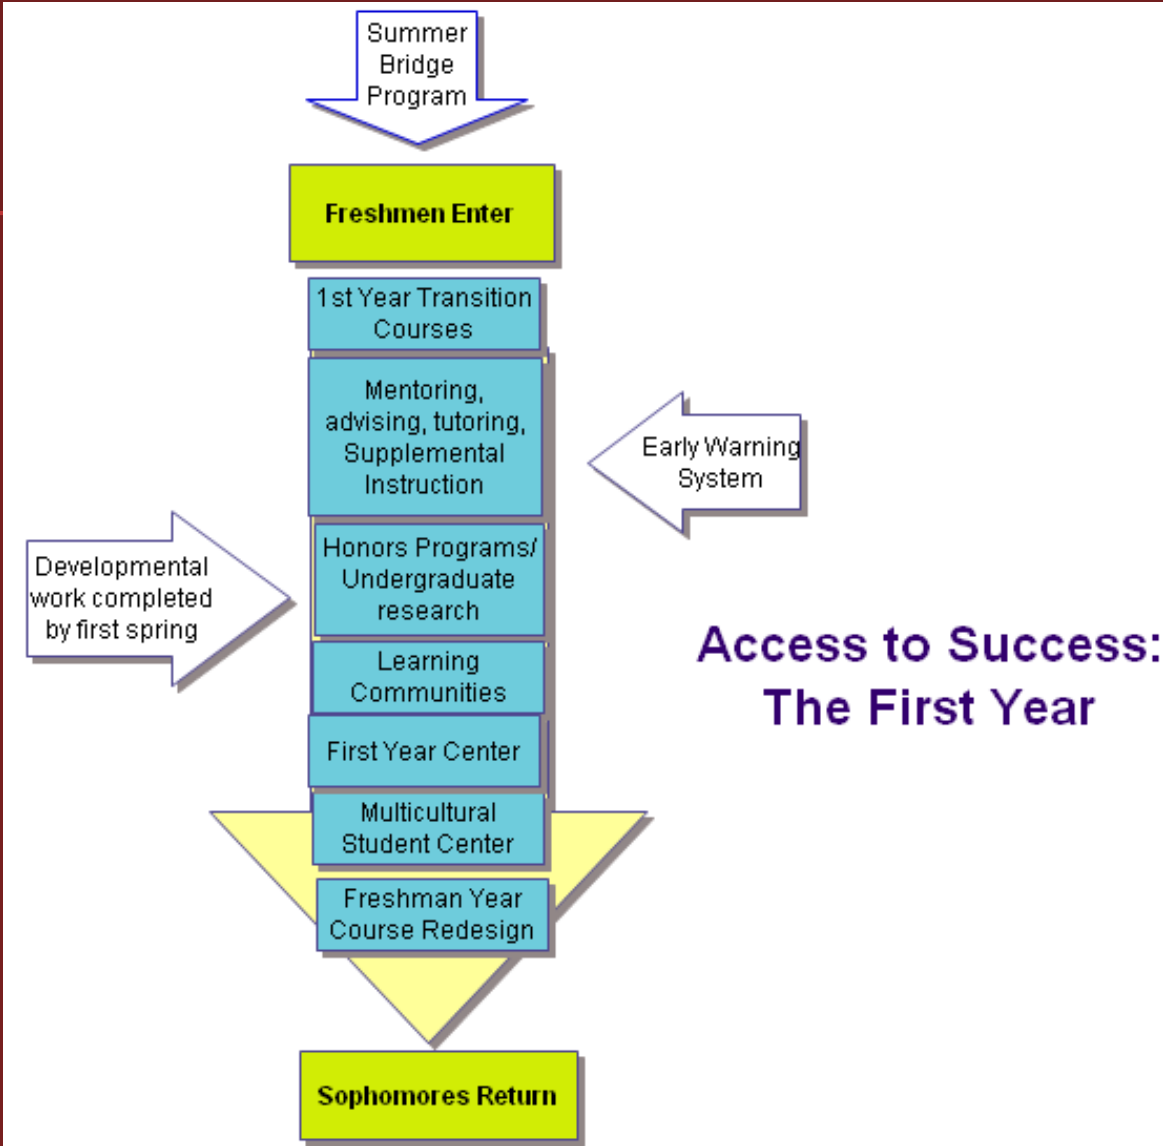 Summer
Bridge
Program
Freshmen Enter
1st Year Transition
Courses
Mentoring,
advising, tutoring,
Supplemental
Instruction
Early Warning
System
Honors Programs/
Undergraduate
research
Developmental
work completed
by first spring
Learning
Communities
Access to Success:
The First Year
First Year Center
Multicultural
Student Center
Freshman Year
Course Redesign
Sophomores Return